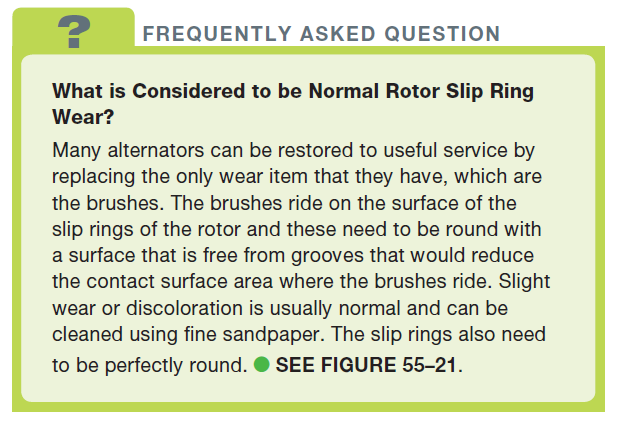 ?
FREQUENTLY ASKED QUESTION
What is Considered to be Normal Rotor Slip Ring
Wear?
Many alternators can be restored to useful service by
replacing the only wear item that they have, which are
the brushes. The brushes ride on the surface of the
slip rings of the rotor and these need to be round with
a surface that is free from grooves that would reduce
the contact surface area where the brushes ride. Slight
wear or discoloration is usually normal and can be
cleaned using fine sandpaper. The slip rings also need
to be perfectly round. ● SEE FIGURE 55–21.